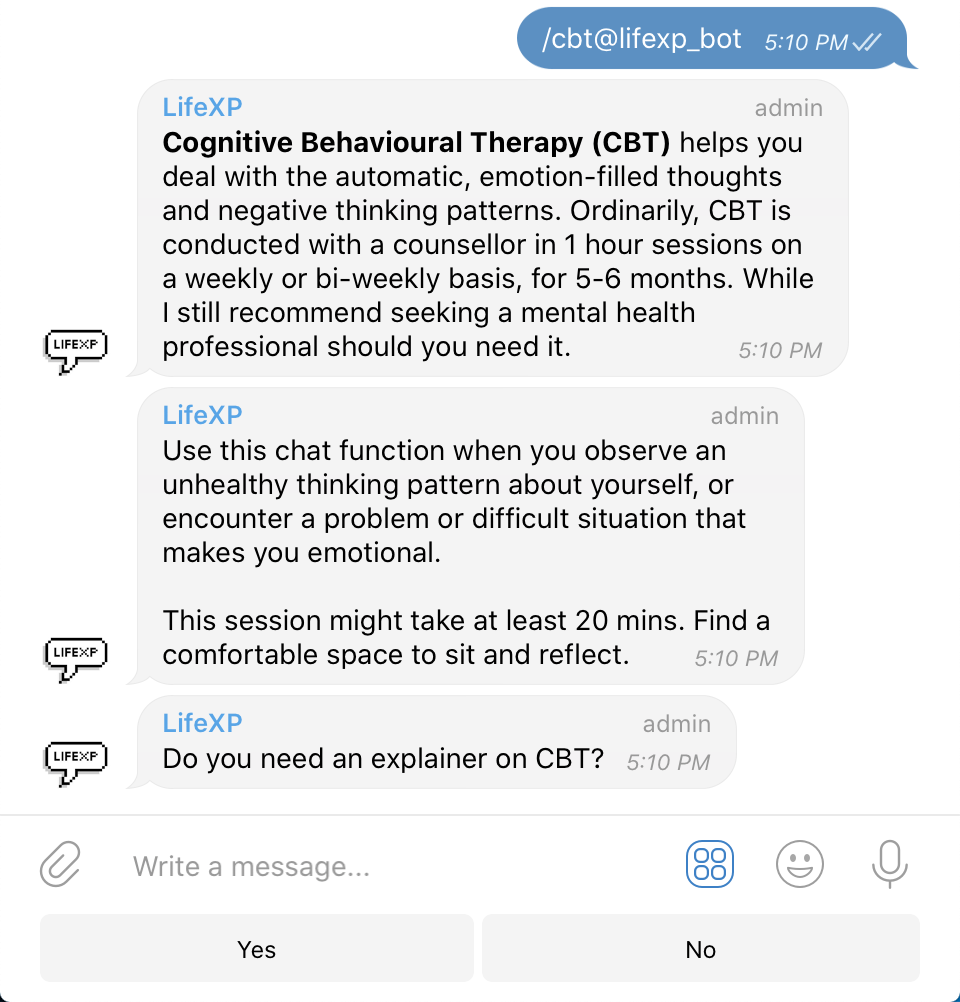 /cbt@lifexp_bot 5:10 PM
LifeXP admin
Cognitive Behavioural Therapy (CBT) helps you
deal with the automatic, emotion-filled thoughts
and negative thinking patterns. Ordinarily, CBT is
conducted with a counsellor in 1 hour sessions on
a weekly or bi-weekly basis, for 5-6 months. While
I still recommend seeking a mental health
professional should you need it. 5:10 PM
LIFEXP
LifeXP admin
Use this chat function when you observe an
unhealthy thinking pattern about yourself, or
encounter a problem or difficult situation that
makes you emotional.
This session might take at least 20 mins. Find a
comfortable space to sit and reflect. 5:10 PM
LIFEXP
LifeXP admin
Do you need an explainer on CBT? 5:10 PM
LIFEXP
Write a message...
Yes No